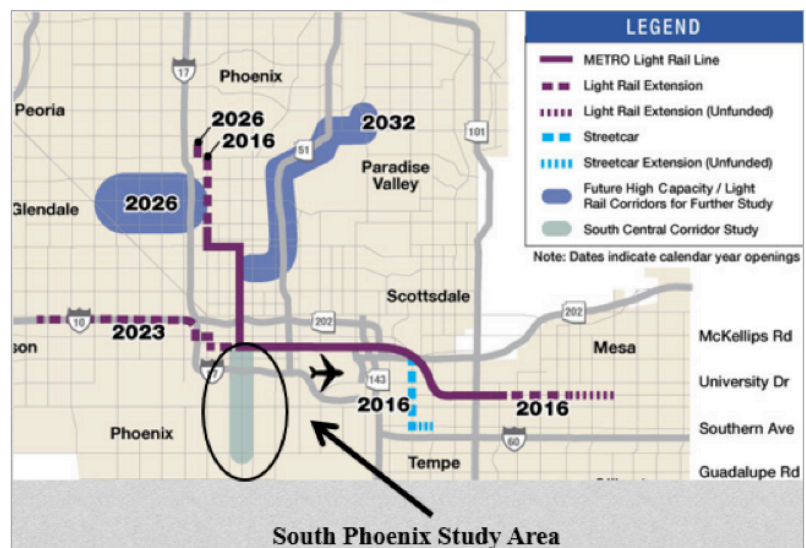 LEGEND
METRO Light Rail Line
Light Rail Extension
Light Rail Extension (Unfunded)
Streetcar
Streetcar Extension (Unfunded)
Future High Capacity / Light
Rail Corridors for Further Study
South Central Corridor Study
Note: Dates indicate calendar year openings
17
Phoenix
Peoria
2026
2016
2032
51
101
Paradise
Valley
Glendale
2026
Scottsdale
10
2023
202
202
son
McKellips Rd
Mesa
143
University Dr
2016
2016
Phoenix
Southern Ave
60
Tempe
Guadalupe Rd
South Phoenix Study Area